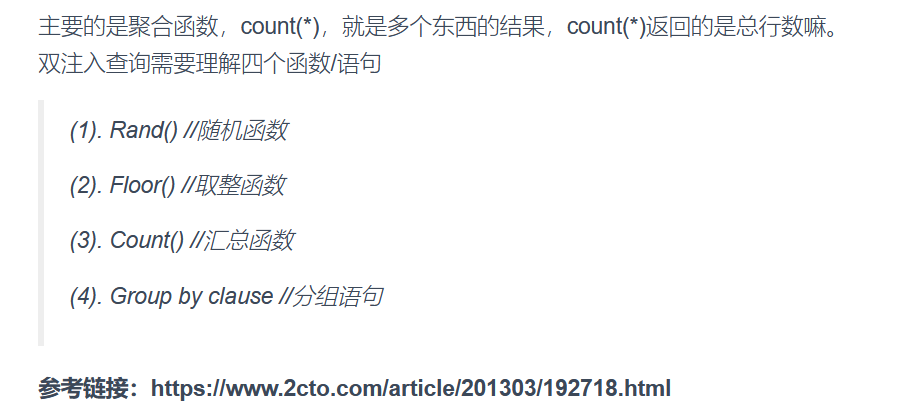 主要的是聚合函数，count(*)，就是多个东西的结果，count(*)返回的是总行数嘛。
双注入查询需要理解四个函数/语句
(1). Rand() //随机函数
(2). Floor() //取整函数
(3). Count() //汇总函数
(4). Group by clause //分组语句
参考链接：https://www.2cto.com/article/201303/192718.html